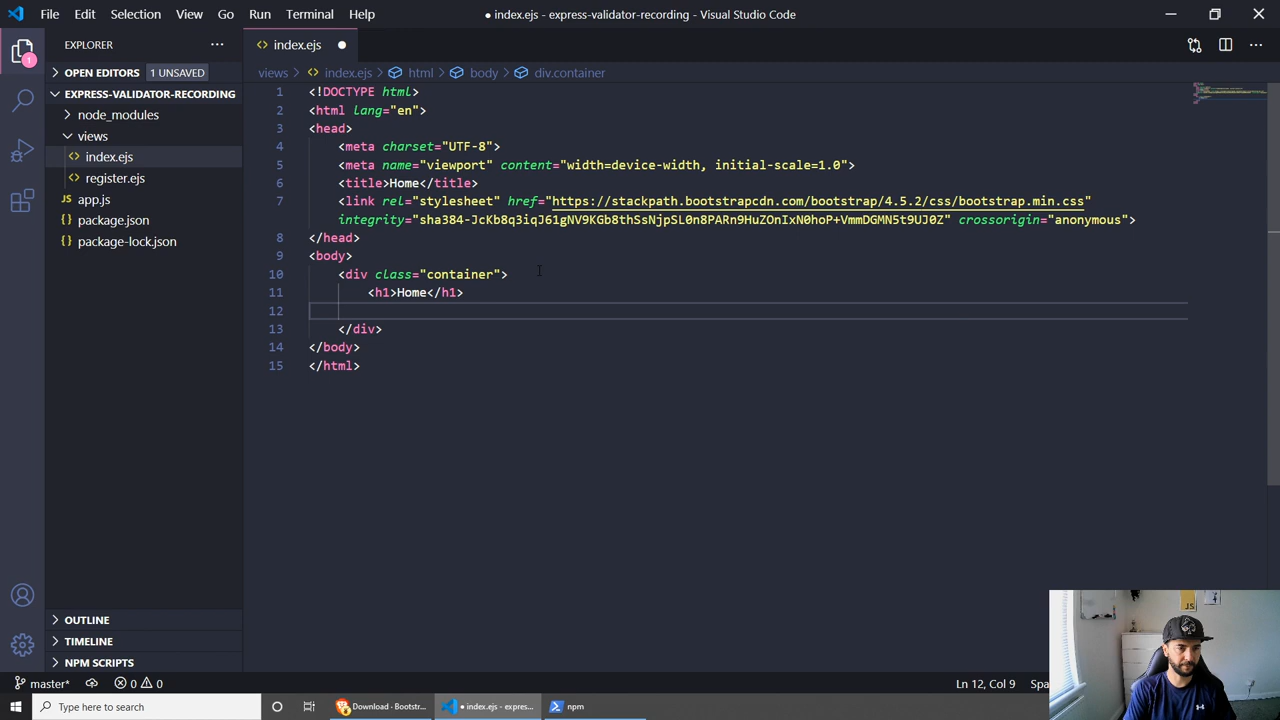 File Edit Selection View Go Run Terminal Help
● index.ejs - express-validator-recording - Visual Studio Code
EXPLORER
1
OPEN EDITORS 1 UNSAVED
EXPRESS-VALIDATOR-RECORDING
node_modules
views
index.ejs
register.ejs
JS app.js
package.json
package-lock.json
OUTLINE
TIMELINE
NPM SCRIPTS
index.ejs
views > index.ejs > html > body > div.container
1 <!DOCTYPE html>
2 <html lang="en">
3 <head>
4 <meta charset="UTF-8">
5 <meta name="viewport" content="width=device-width, initial-scale=1.0">
6 <title>Home</title>
7 <link rel="stylesheet" href="https://stackpath.bootstrapcdn.com/bootstrap/4.5.2/css/bootstrap.min.css"
integrity="sha384-JcKb8q3iqJ61gNV9KGb8thSsNjpSL0n8PARn9HuZOnIxN0hoP+VmmDGMN5t9UJ0Z" crossorigin="anonymous">
8 </head>
9 <body>
10 <div class="container">
11 <h1>Home</h1>
12
13 </div>
14 </body>
15 </html>
JS
master* 0 0
Ln 12, Col 9 Spa
Type here to search
Download · Bootstr...
● index.ejs - expres...
npm